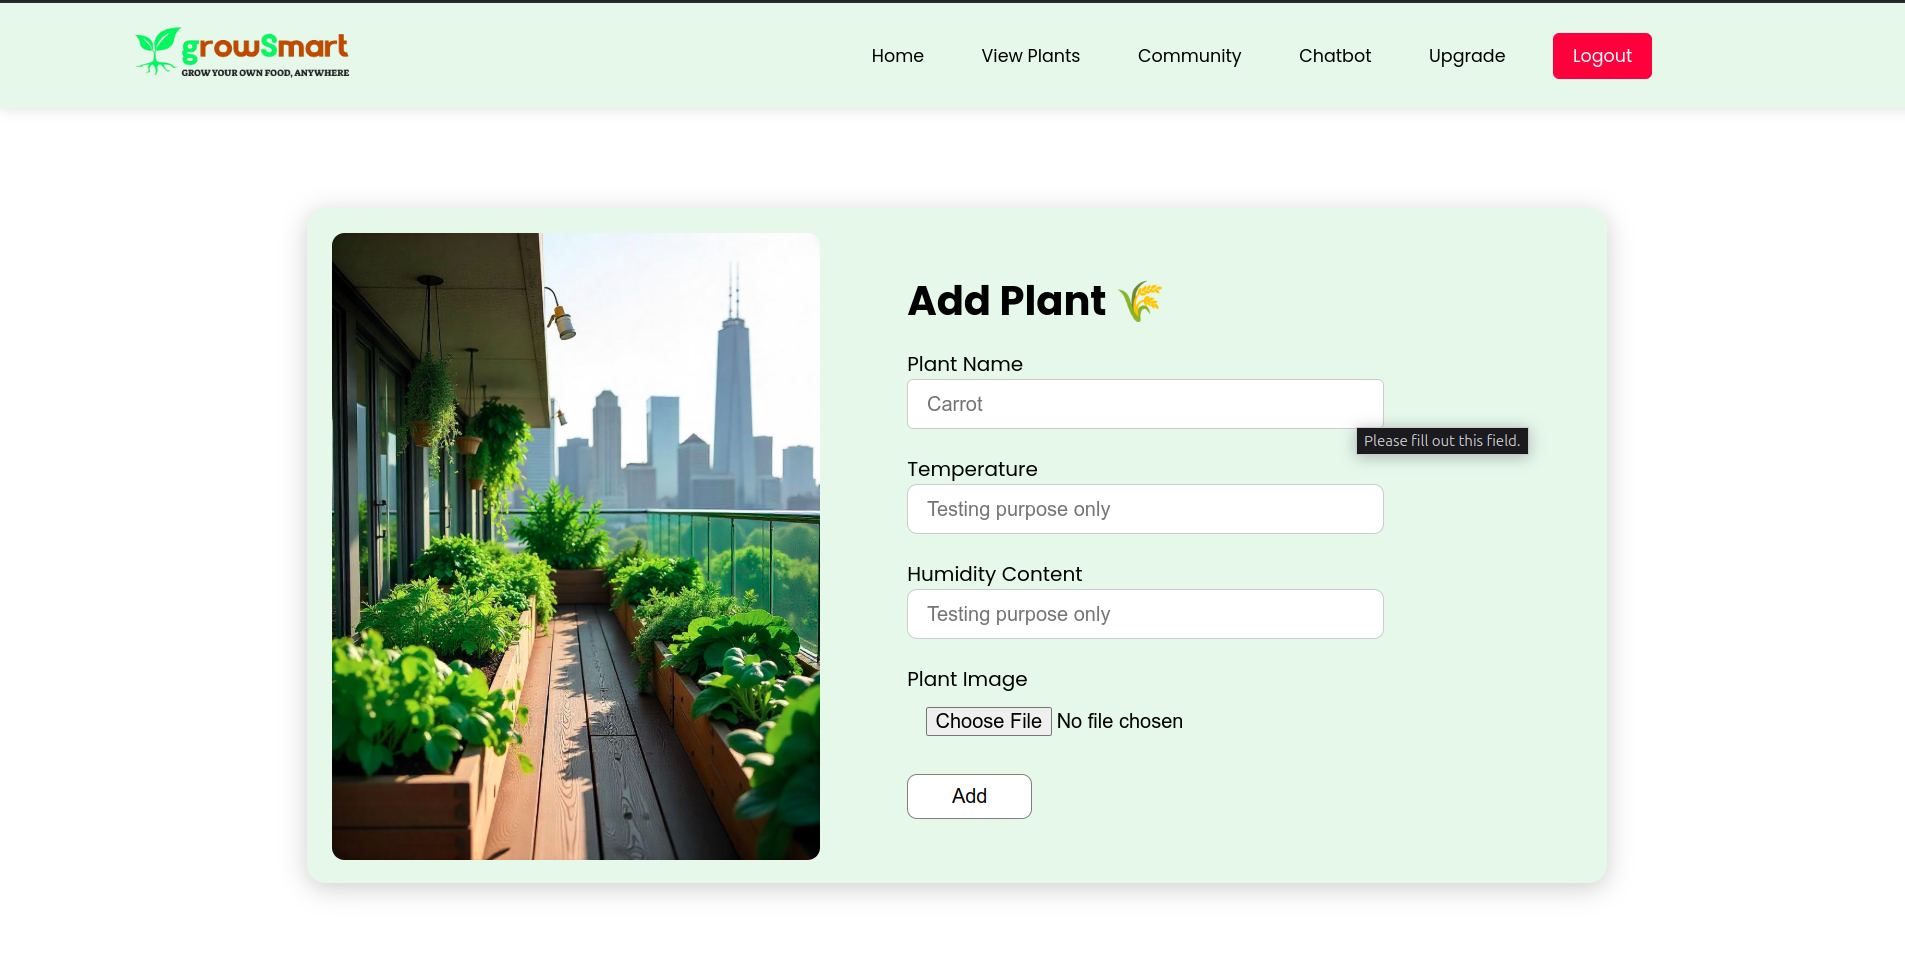 growSmart
GROW YOUR OWN FOOD, ANYWHERE
Home View Plants Community Chatbot Upgrade Logout
Add Plant
Plant Name
Carrot
Please fill out this field.
Temperature
Testing purpose only
Humidity Content
Testing purpose only
Plant Image
Choose File No file chosen
Add